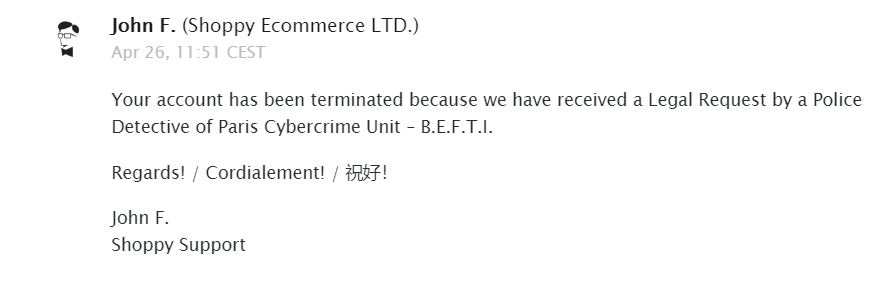 John F. (Shoppy Ecommerce LTD.)
Apr 26, 11:51 CEST
Your account has been terminated because we have received a Legal Request by a Police
Detective of Paris Cybercrime Unit – B.E.F.T.I.
Regards! / Cordialement! / 祝好!
John F.
Shoppy Support